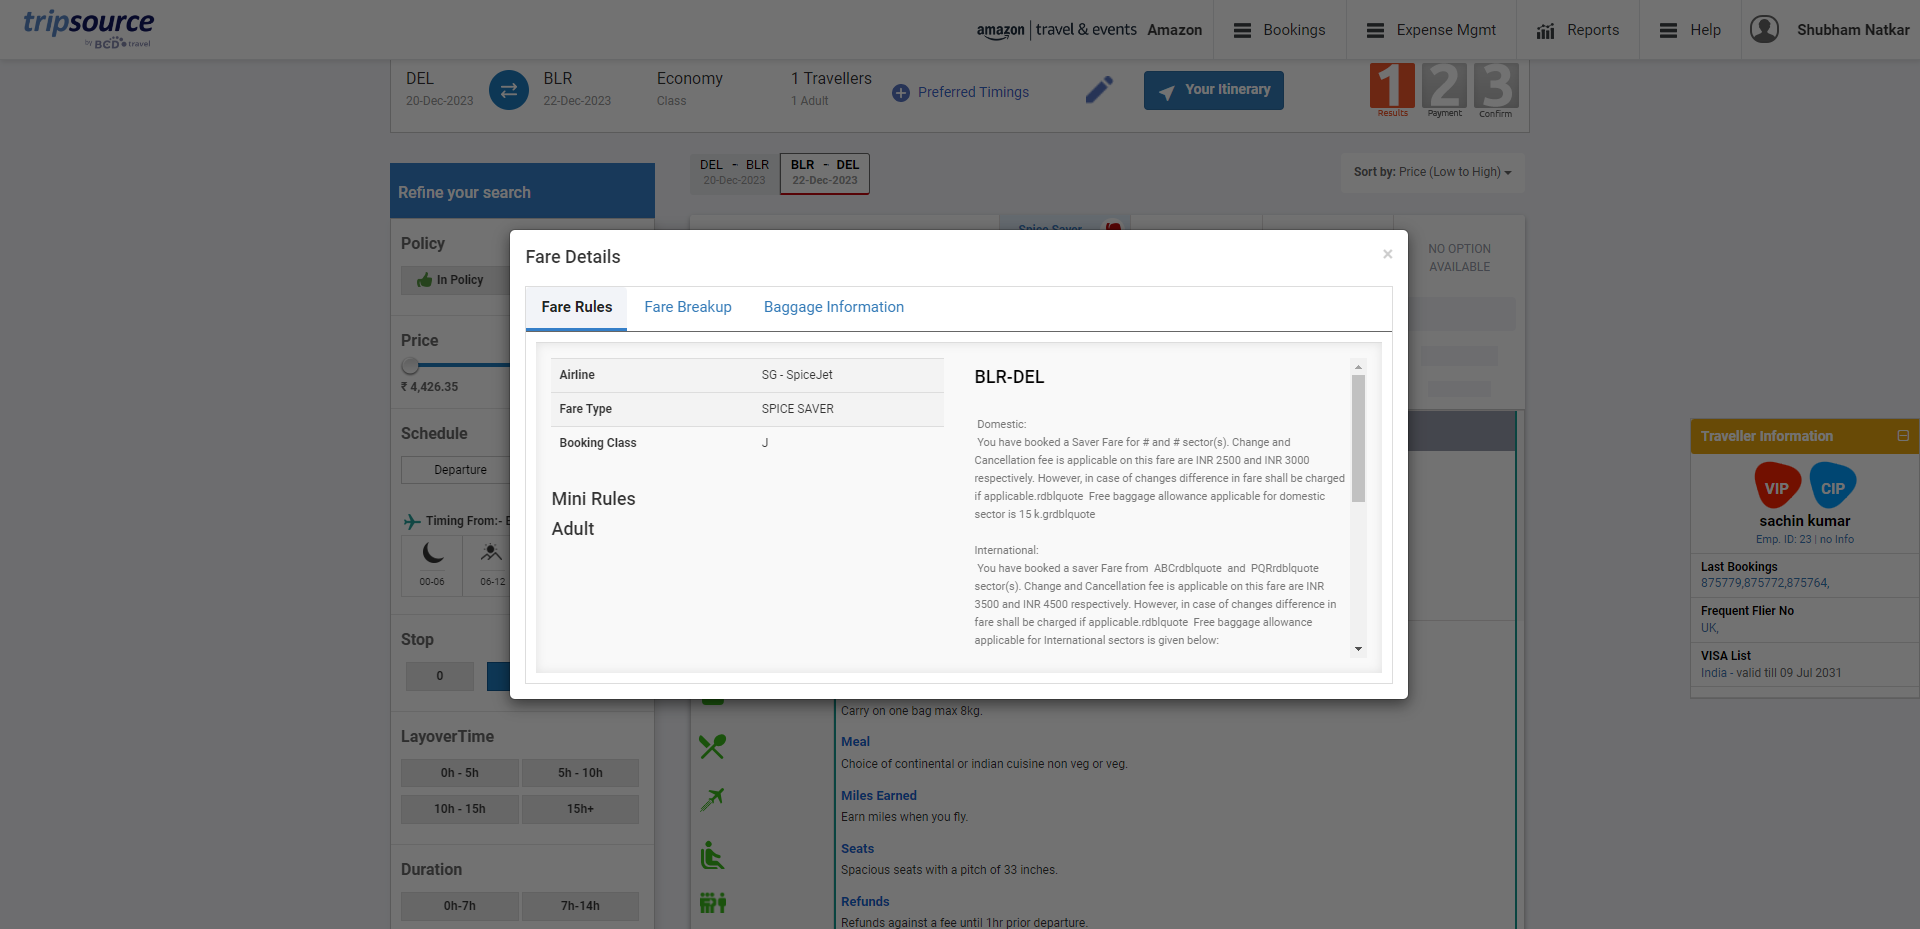 tripsource
by BCD travel
amazon | travel & events Amazon
Bookings
Expense Mgmt
Reports
Help
Shubham Natkar
DEL
20-Dec-2023
BLR
22-Dec-2023
Economy
Class
1 Travellers
1 Adult
Preferred Timings
Your Itinerary
1 2 3
Results Payment Confirm
Refine your search
DEL - BLR
20-Dec-2023
BLR - DEL
22-Dec-2023
Sort by: Price (Low to High)
Policy
In Policy
Price
₹ 4,426.35
Schedule
Departure
Timing From:-
00-06
06-12
Stop
0
LayoverTime
0h - 5h
5h - 10h
10h - 15h
15h+
Duration
0h-7h
7h-14h
Spice Saver
NO OPTION
AVAILABLE
Fare Details
×
Fare Rules
Fare Breakup
Baggage Information
Airline SG - SpiceJet
Fare Type SPICE SAVER
Booking Class J
Mini Rules
Adult
BLR-DEL
Domestic:
You have booked a Saver Fare for # and # sector(s). Change and
Cancellation fee is applicable on this fare are INR 2500 and INR 3000
respectively. However, in case of changes difference in fare shall be charged
if applicable.rdblquote Free baggage allowance applicable for domestic
sector is 15 k.grdblquote
International:
You have booked a saver Fare from ABCrdblquote and PQRrdblquote
sector(s). Change and Cancellation fee is applicable on this fare are INR
3500 and INR 4500 respectively. However, in case of changes difference in
fare shall be charged if applicable.rdblquote Free baggage allowance
applicable for International sectors is given below:
Carry on one bag max 8kg.
Meal
Choice of continental or indian cuisine non veg or veg.
Miles Earned
Earn miles when you fly.
Seats
Spacious seats with a pitch of 33 inches.
Refunds
Refunds against a fee until 1hr prior departure.
Traveller Information
VIP
CIP
sachin kumar
Emp. ID: 23 | no Info
Last Bookings
875779,875772,875764,
Frequent Flier No
UK,
VISA List
India - valid till 09 Jul 2031